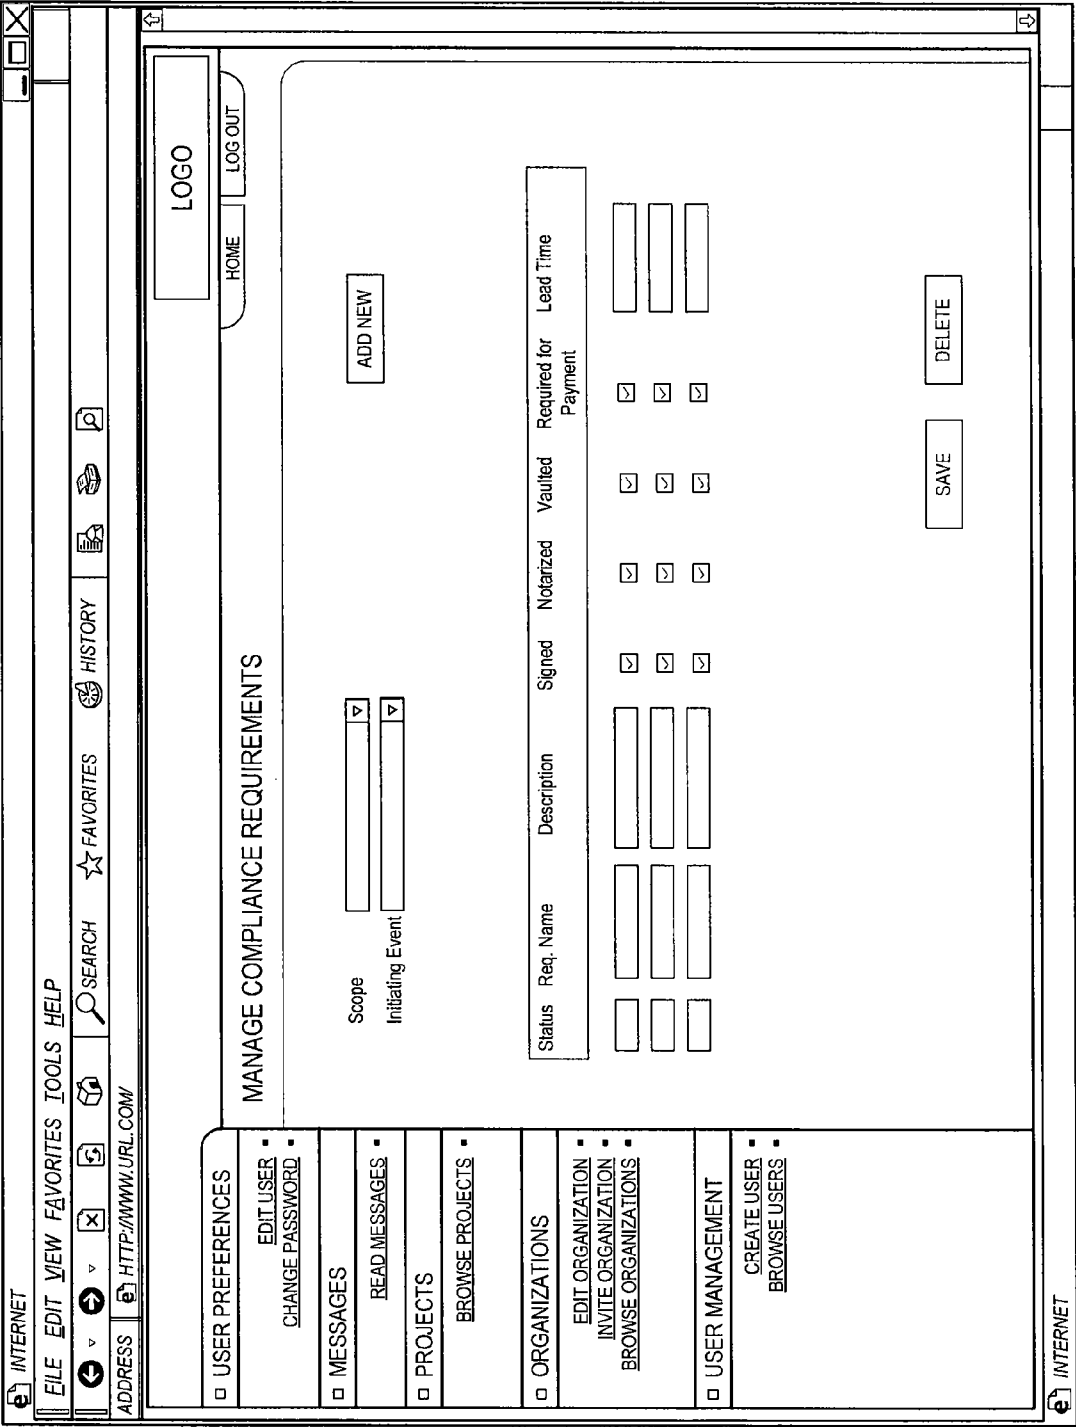 INTERNET
FILE EDIT VIEW FAVORITES TOOLS HELP
SEARCH FAVORITES HISTORY
ADDRESS HTTP://WWW.URL.COM/
LOGO
HOME LOG OUT
USER PREFERENCES
EDIT USER
CHANGE PASSWORD
MESSAGES
READ MESSAGES
PROJECTS
BROWSE PROJECTS
ORGANIZATIONS
EDIT ORGANIZATION
INVITE ORGANIZATION
BROWSE ORGANIZATIONS
USER MANAGEMENT
CREATE USER
BROWSE USERS
MANAGE COMPLIANCE REQUIREMENTS
Scope
Initiating Event
ADD NEW
Status Req. Name Description Signed Notarized Vaulted Required for Lead Time
Payment
SAVE DELETE
INTERNET